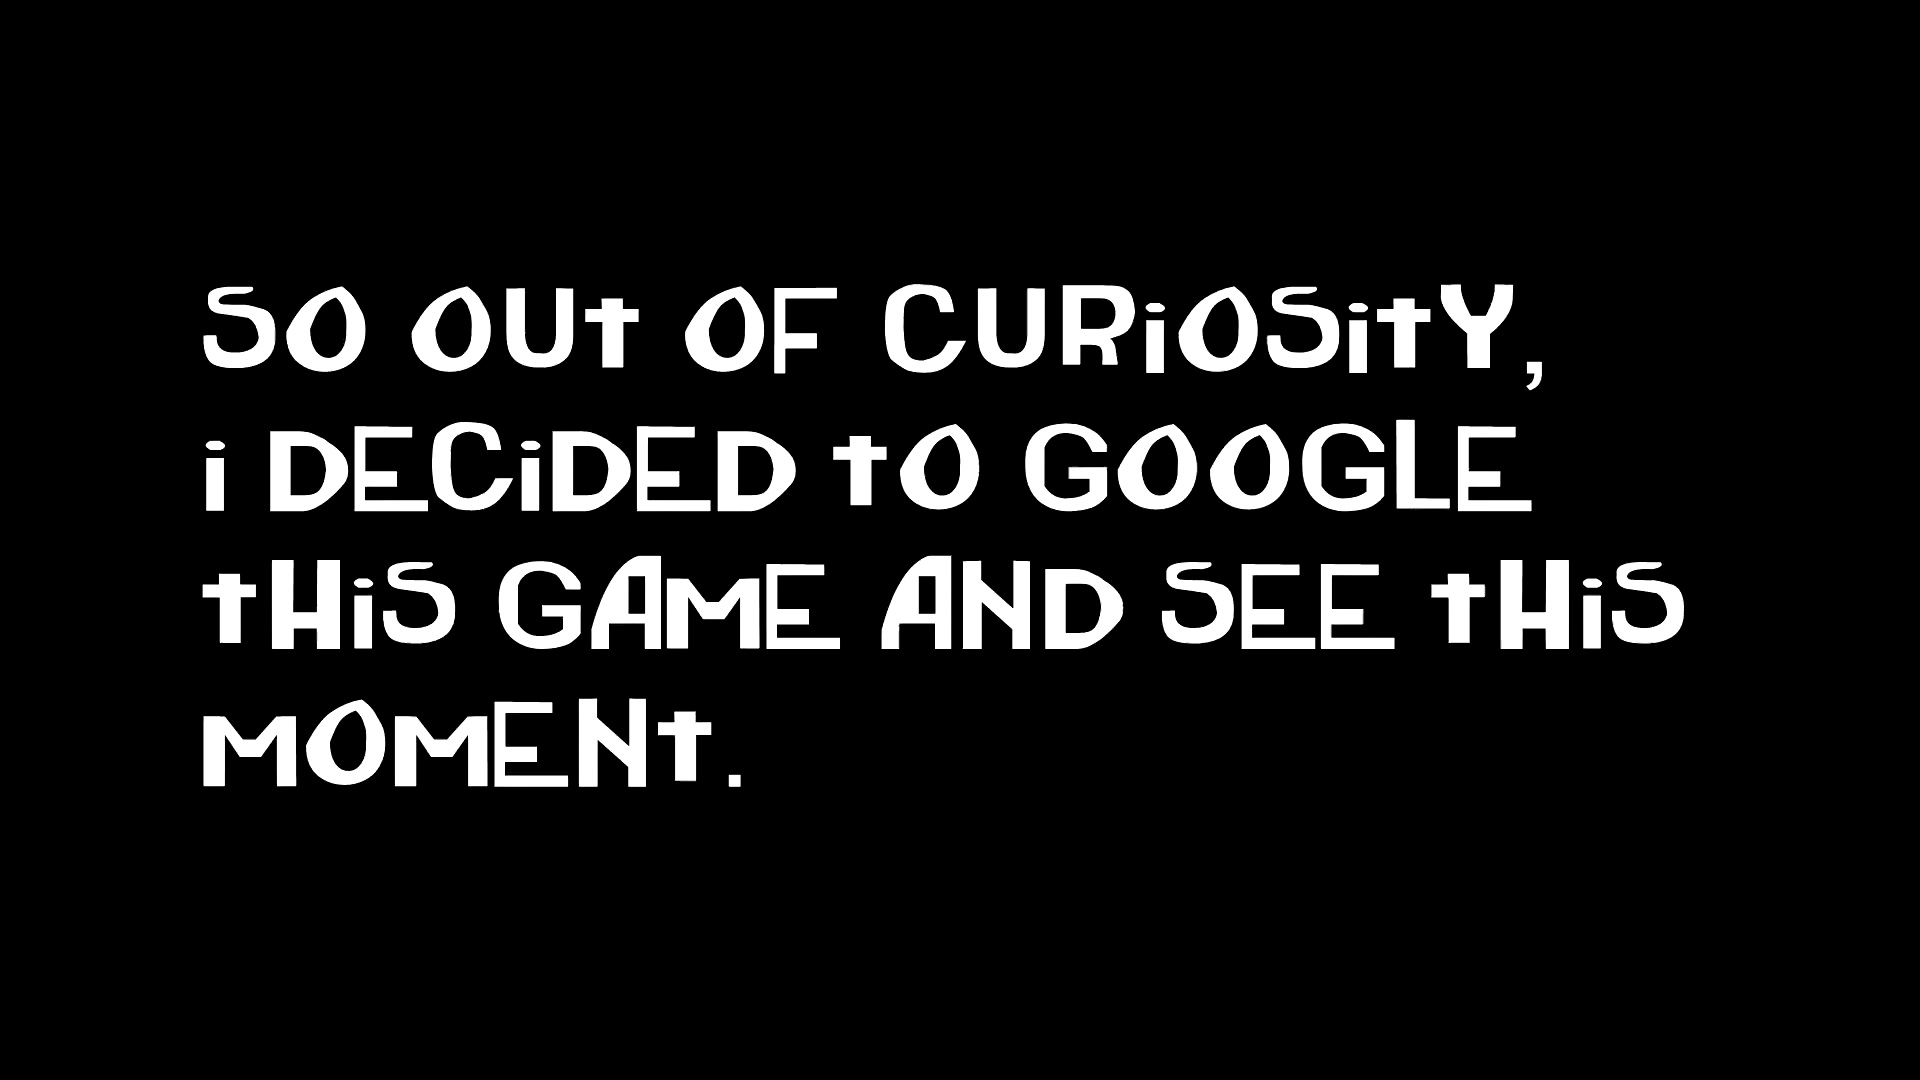 SO OUt OF CURiOSitY,
i DECiDED tO GOOGLE
tHiS GAME AND SEE tHiS
MOMENt.